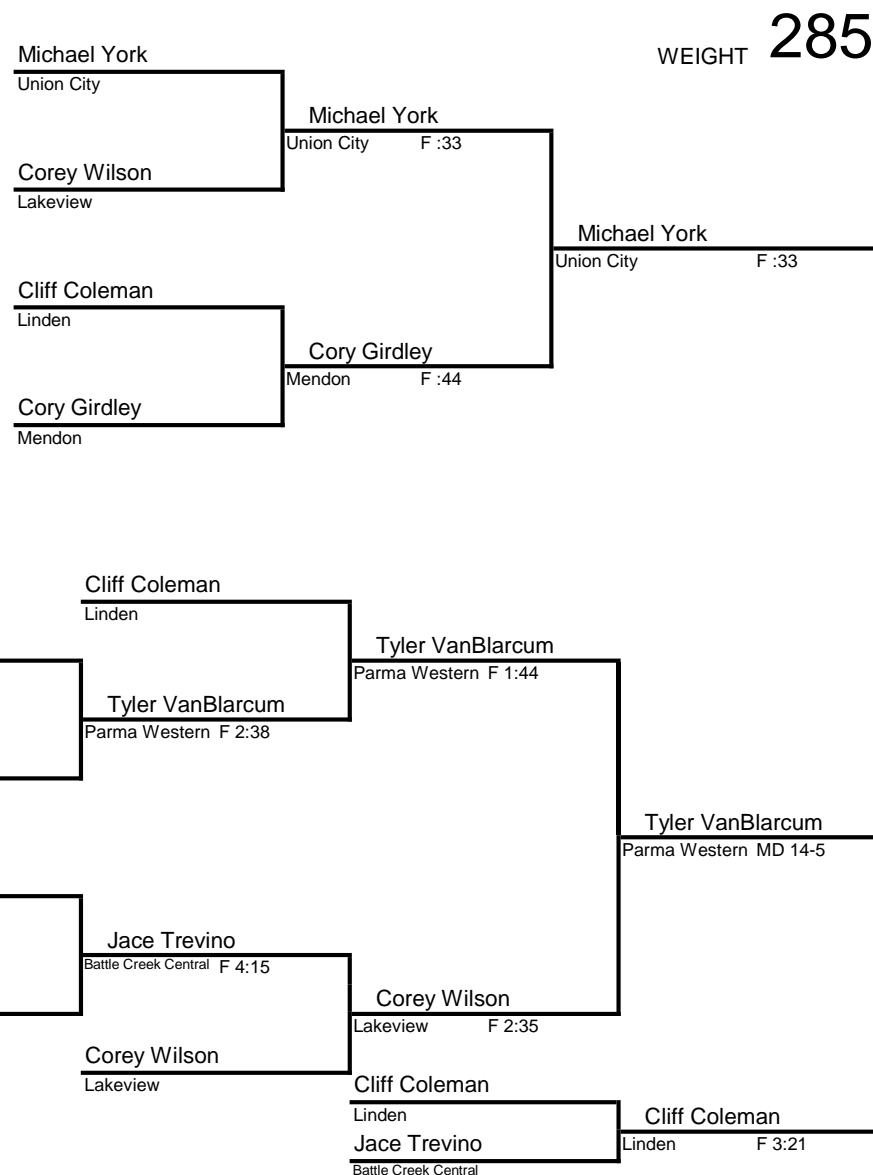 WEIGHT 285
Michael York
Union City
Michael York
Union City F :33
Corey Wilson
Lakeview
Michael York
Union City F :33
Cliff Coleman
Linden
Cory Girdley
Mendon F :44
Cory Girdley
Mendon
Cliff Coleman
Linden
Tyler VanBlarcum
Parma Western F 1:44
Tyler VanBlarcum
Parma Western F 2:38
Tyler VanBlarcum
Parma Western MD 14-5
Jace Trevino
Battle Creek Central F 4:15
Corey Wilson
Lakeview F 2:35
Corey Wilson
Lakeview
Cliff Coleman
Linden
Cliff Coleman
Linden F 3:21
Jace Trevino
Battle Creek Central